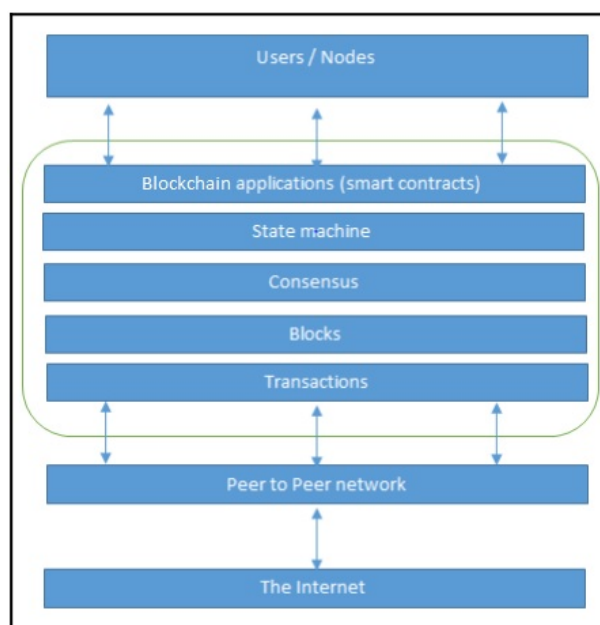 Users / Nodes
Blockchain applications (smart contracts)
State machine
Consensus
Blocks
Transactions
Peer to Peer network
The Internet